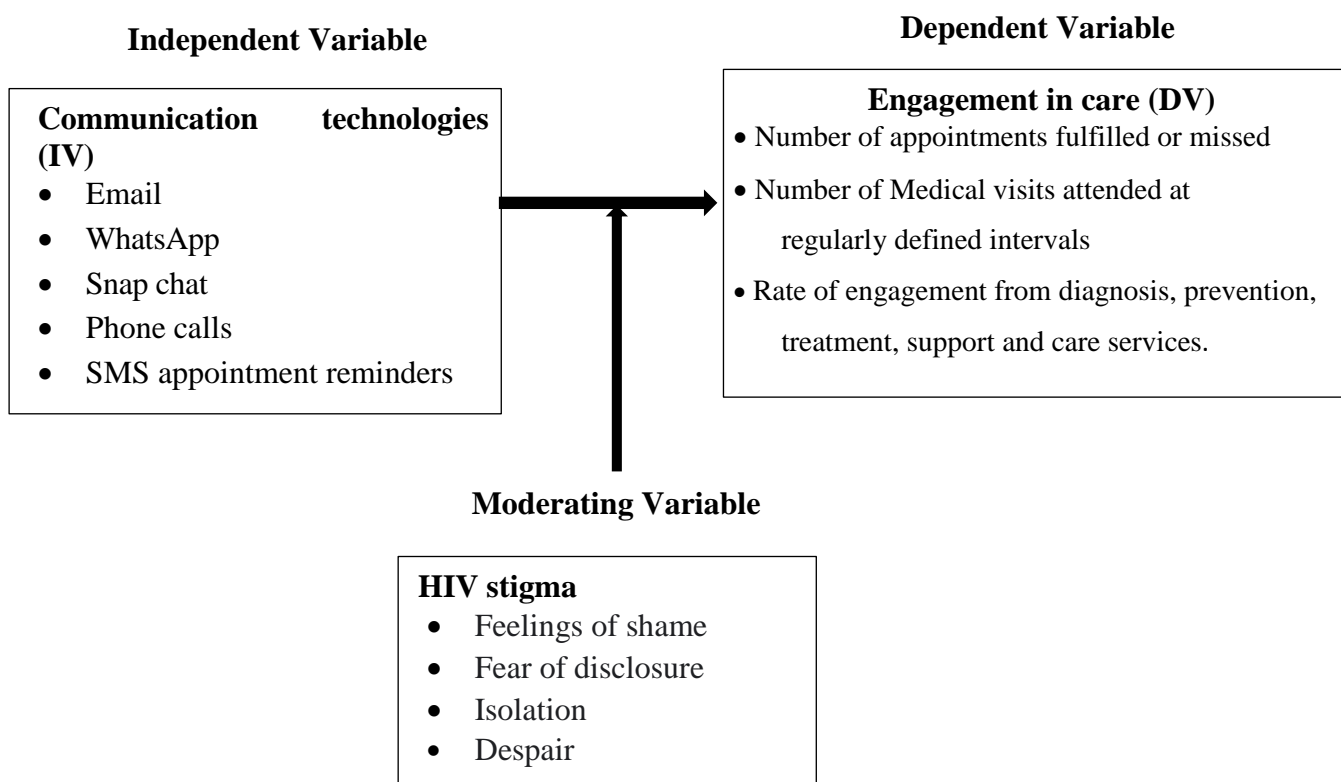 Independent Variable
Communication technologies
(IV)
• Email
• WhatsApp
• Snap chat
• Phone calls
• SMS appointment reminders
Dependent Variable
Engagement in care (DV)
• Number of appointments fulfilled or missed
• Number of Medical visits attended at
regularly defined intervals
• Rate of engagement from diagnosis, prevention,
treatment, support and care services.
Moderating Variable
HIV stigma
• Feelings of shame
• Fear of disclosure
• Isolation
• Despair